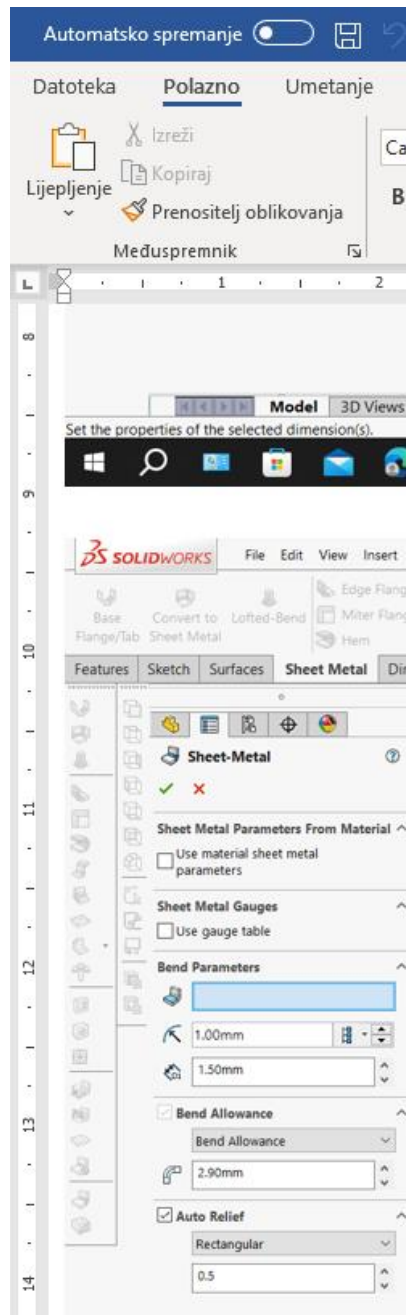 Automatsko spremanje
Datoteka Polazno Umetanje
Izreži
Ca
Kopiraj
Lijepljenje
B
Prenositelj oblikovanja
Međuspremnik
L 1 2
8
Model 3D Views
Set the properties of the selected dimension(s).
9
SOLIDWORKS File Edit View Insert
Edge Flang
Base Convert to Lofted-Bend Miter Flang
Flange/Tab Sheet Metal Hem
10
Features Sketch Surfaces Sheet Metal Dir
Sheet-Metal
11
Sheet Metal Parameters From Material
Use material sheet metal
parameters
Sheet Metal Gauges
Use gauge table
12
Bend Parameters
1.00mm
1.50mm
13
Bend Allowance
Bend Allowance
2.90mm
Auto Relief
Rectangular
14
0.5